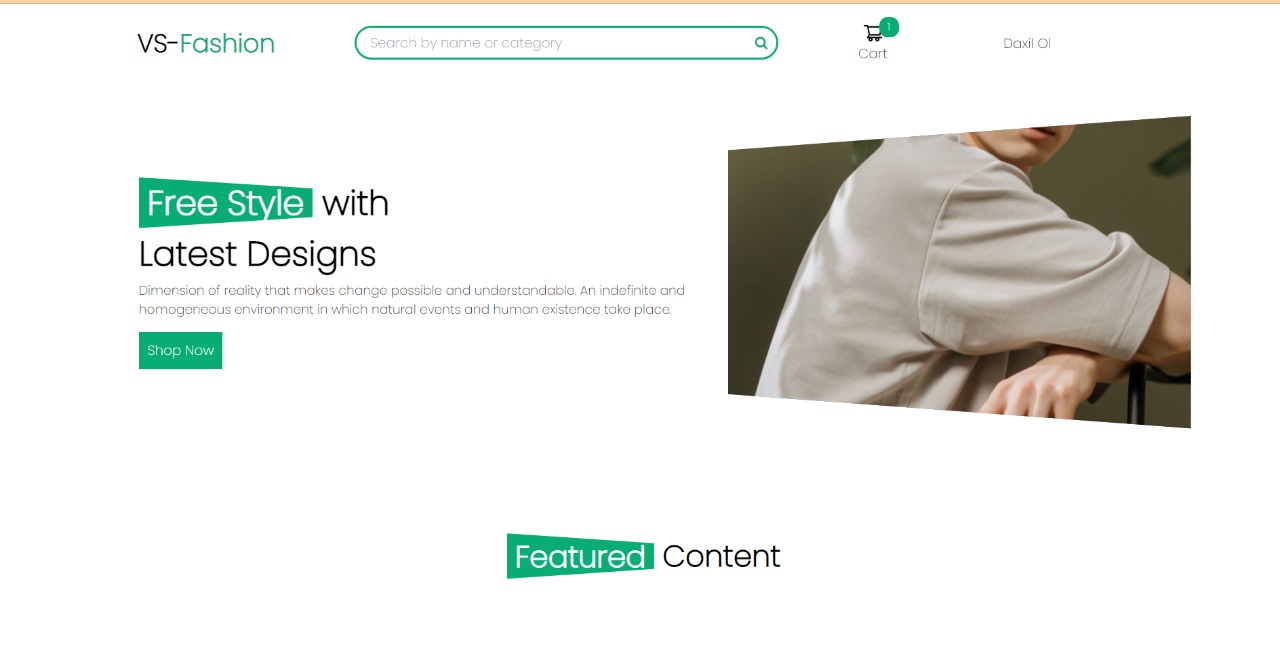 VS-Fashion
Search by name or category
1
Cart
Daxil Ol
Free Style with
Latest Designs
Dimension of reality that makes change possible and understandable. An indefinite and
homogeneous environment in which natural events and human existence take place.
Shop Now
Featured Content